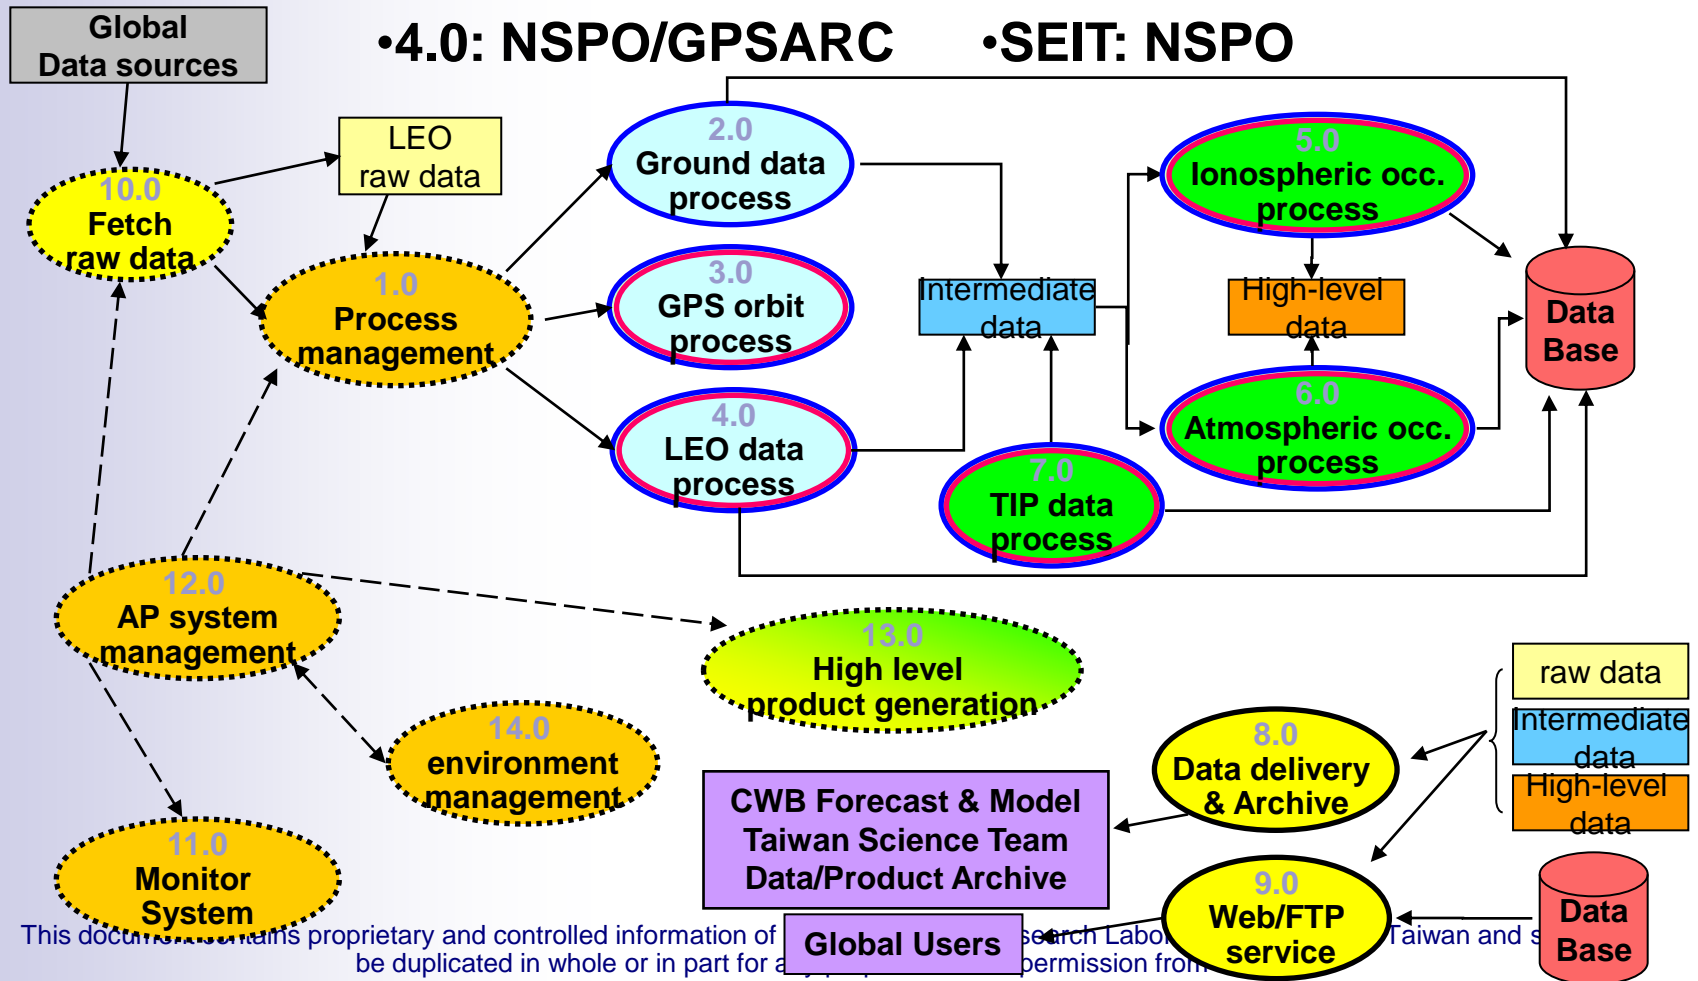 Global
Data sources
•4.0: NSPO/GPSARC
•SEIT: NSPO
LEO
raw data
10.0
Fetch
raw data
1.0
Process
management
2.0
Ground data
process
3.0
GPS orbit
process
4.0
LEO data
process
Intermediate
data
5.0
Ionospheric occ.
process
High-level
data
6.0
Atmospheric occ.
process
7.0
TIP data
process
Data
Base
12.0
AP system
management
13.0
High level
product generation
14.0
environment
management
11.0
Monitor
System
raw data
Intermediate
data
High-level
data
8.0
Data delivery
& Archive
CWB Forecast & Model
Taiwan Science Team
Data/Product Archive
9.0
Web/FTP
service
Data
Base
Global Users
This document contains proprietary and controlled information of Taiwan and
be duplicated in whole or in part for permission from